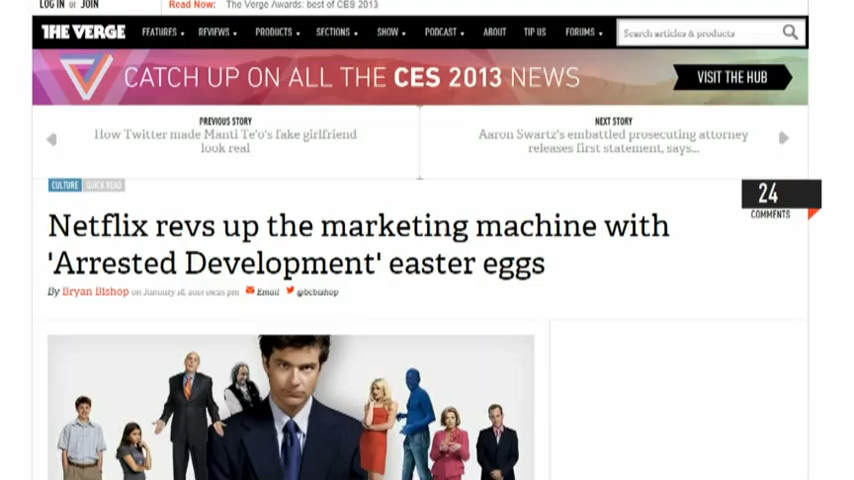 LOG IN or JOIN
Read Now: The Verge Awards: best of CES 2013
THE VERGE FEATURES REVIEWS PRODUCTS SECTIONS SHOW PODCAST ABOUT TIP US FORUMS Search articles & products
CATCH UP ON ALL THE CES 2013 NEWS VISIT THE HUB
PREVIOUS STORY
How Twitter made Manti Te'o's fake girlfriend
look real
NEXT STORY
Aaron Swartz's embattled prosecuting attorney
releases first statement, says...
CULTURE QUICK READ
24
COMMENTS
Netflix revs up the marketing machine with
'Arrested Development' easter eggs
By Bryan Bishop on January 16, Email @bcbishop